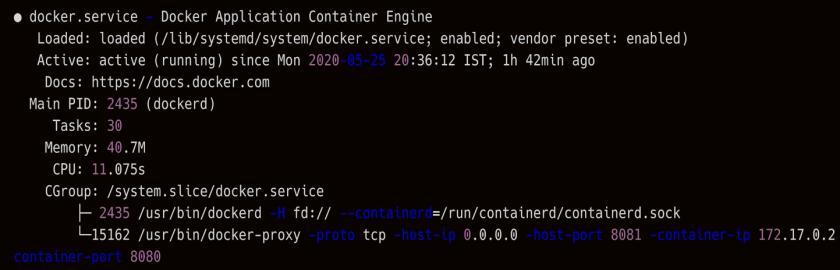 ● docker.service - Docker Application Container Engine
Loaded: loaded (/lib/systemd/system/docker.service; enabled; vendor preset: enabled)
Active: active (running) since Mon 2020-05-25 20:36:12 IST; 1h 42min ago
Docs: https://docs.docker.com
Main PID: 2435 (dockerd)
Tasks: 30
Memory: 40.7M
CPU: 11.075s
CGroup: /system.slice/docker.service
├─ 2435 /usr/bin/dockerd -H fd:// --containerd=/run/containerd/containerd.sock
└─15162 /usr/bin/docker-proxy -proto tcp -host-ip 0.0.0.0 -host-port 8081 -container-ip 172.17.0.2
container-port 8080